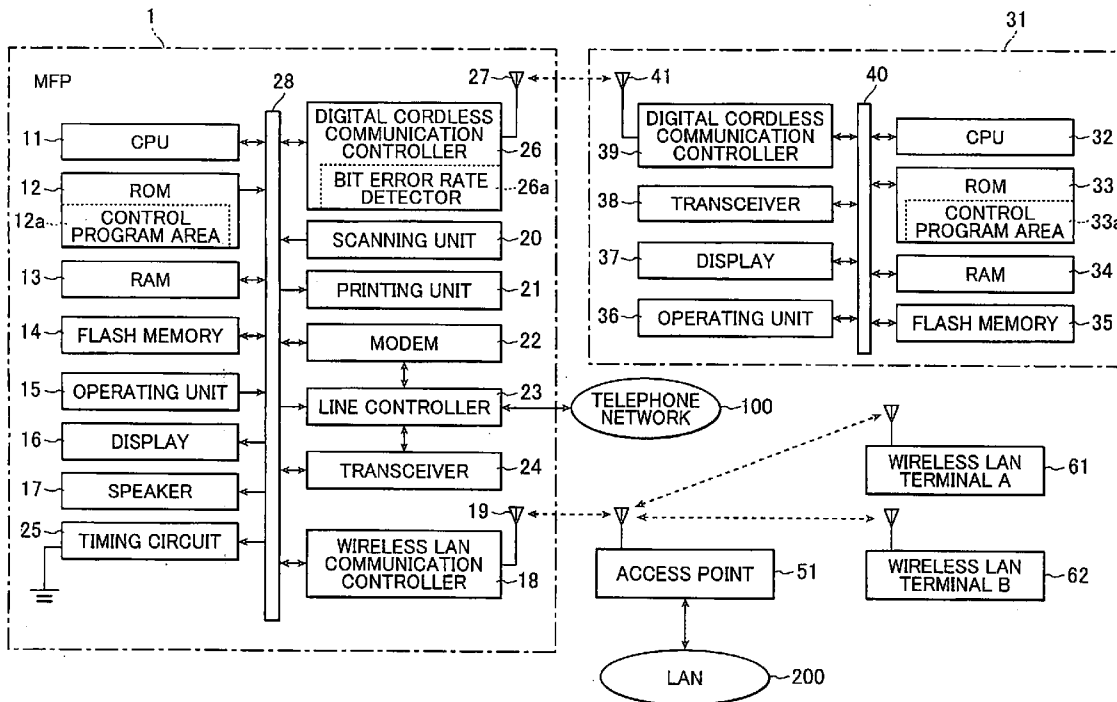 1
31
MFP
28
27
41
40
11
CPU
DIGITAL CORDLESS
COMMUNICATION
CONTROLLER
26
BIT ERROR RATE
DETECTOR
26a
12
ROM
12a
CONTROL
PROGRAM AREA
SCANNING UNIT
20
13
RAM
PRINTING UNIT
21
14
FLASH MEMORY
MODEM
22
15
OPERATING UNIT
LINE CONTROLLER
23
16
DISPLAY
TRANSCEIVER
24
17
SPEAKER
19
25
TIMING CIRCUIT
WIRELESS LAN
COMMUNICATION
CONTROLLER
18
DIGITAL CORDLESS
COMMUNICATION
CONTROLLER
39
CPU
32
38
TRANSCEIVER
ROM
33
CONTROL
PROGRAM AREA
33a
37
DISPLAY
RAM
34
36
OPERATING UNIT
FLASH MEMORY
35
TELEPHONE
NETWORK
100
WIRELESS LAN
TERMINAL A
61
ACCESS POINT
51
WIRELESS LAN
TERMINAL B
62
LAN
200